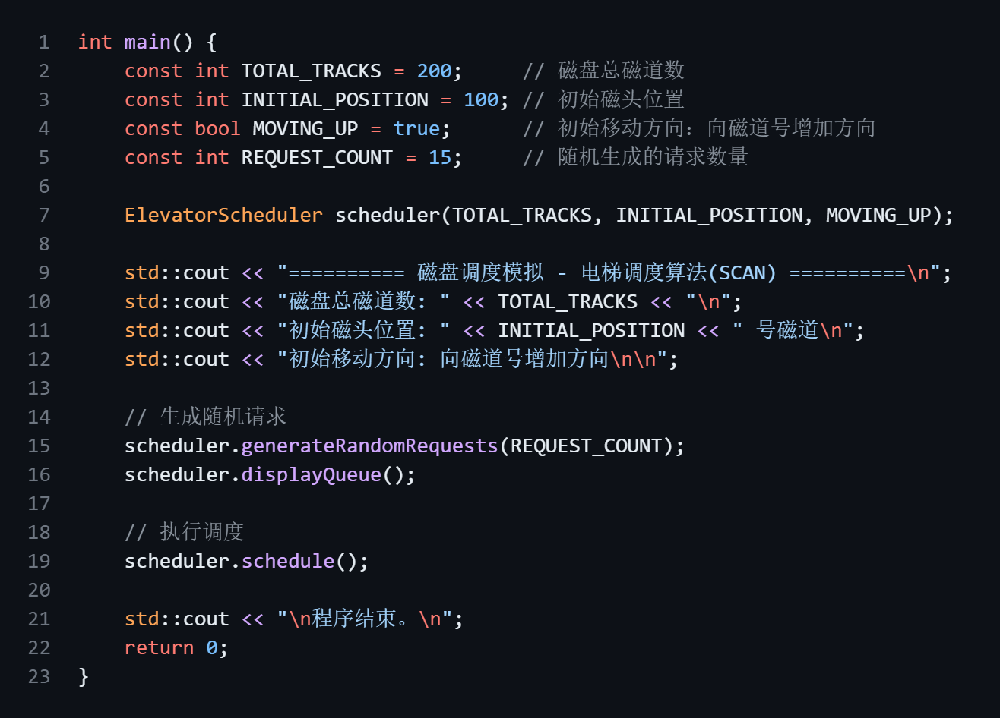 1 int main() {
2     const int TOTAL_TRACKS = 200;     // 磁盘总磁道数
3     const int INITIAL_POSITION = 100; // 初始磁头位置
4     const bool MOVING_UP = true;      // 初始移动方向：向磁道号增加方向
5     const int REQUEST_COUNT = 15;     // 随机生成的请求数量
6
7     ElevatorScheduler scheduler(TOTAL_TRACKS, INITIAL_POSITION, MOVING_UP);
8
9     std::cout << "========== 磁盘调度模拟 - 电梯调度算法(SCAN) ==========\n";
10     std::cout << "磁盘总磁道数: " << TOTAL_TRACKS << "\n";
11     std::cout << "初始磁头位置: " << INITIAL_POSITION << " 号磁道\n";
12     std::cout << "初始移动方向: 向磁道号增加方向\n\n";
13
14     // 生成随机请求
15     scheduler.generateRandomRequests(REQUEST_COUNT);
16     scheduler.displayQueue();
17
18     // 执行调度
19     scheduler.schedule();
20
21     std::cout << "\n程序结束。\n";
22     return 0;
23 }